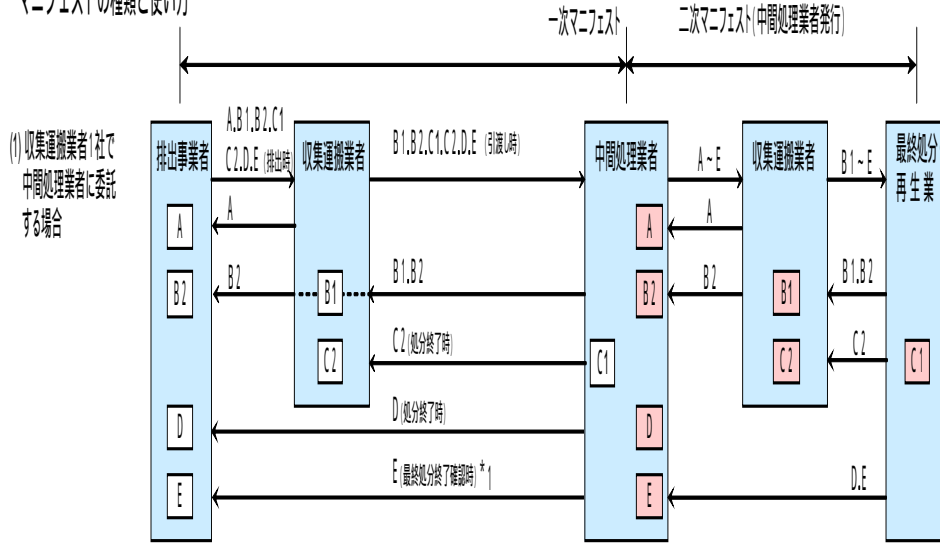 マニフェストの種類と使い方
一次マニフェスト
二次マニフェスト(中間処理業者発行)
(1) 収集運搬業者1社で
中間処理業者に委託
する場合
排出事業者
A.B1.B2.C1
C2.D.E (排出時)
収集運搬業者
B1.B2.C1.C2.D.E (引渡し時)
中間処理業者
A~E
収集運搬業者
B1~E
最終処分
再生業
A
A
A
A
B2
B2
B1
B1.B2
B2
B2
B1
B1.B2
C2
C2 (処分終了時)
C1
C2
C2
C1
D
D (処分終了時)
D
E
E (最終処分終了確認時) *1
E
D.E